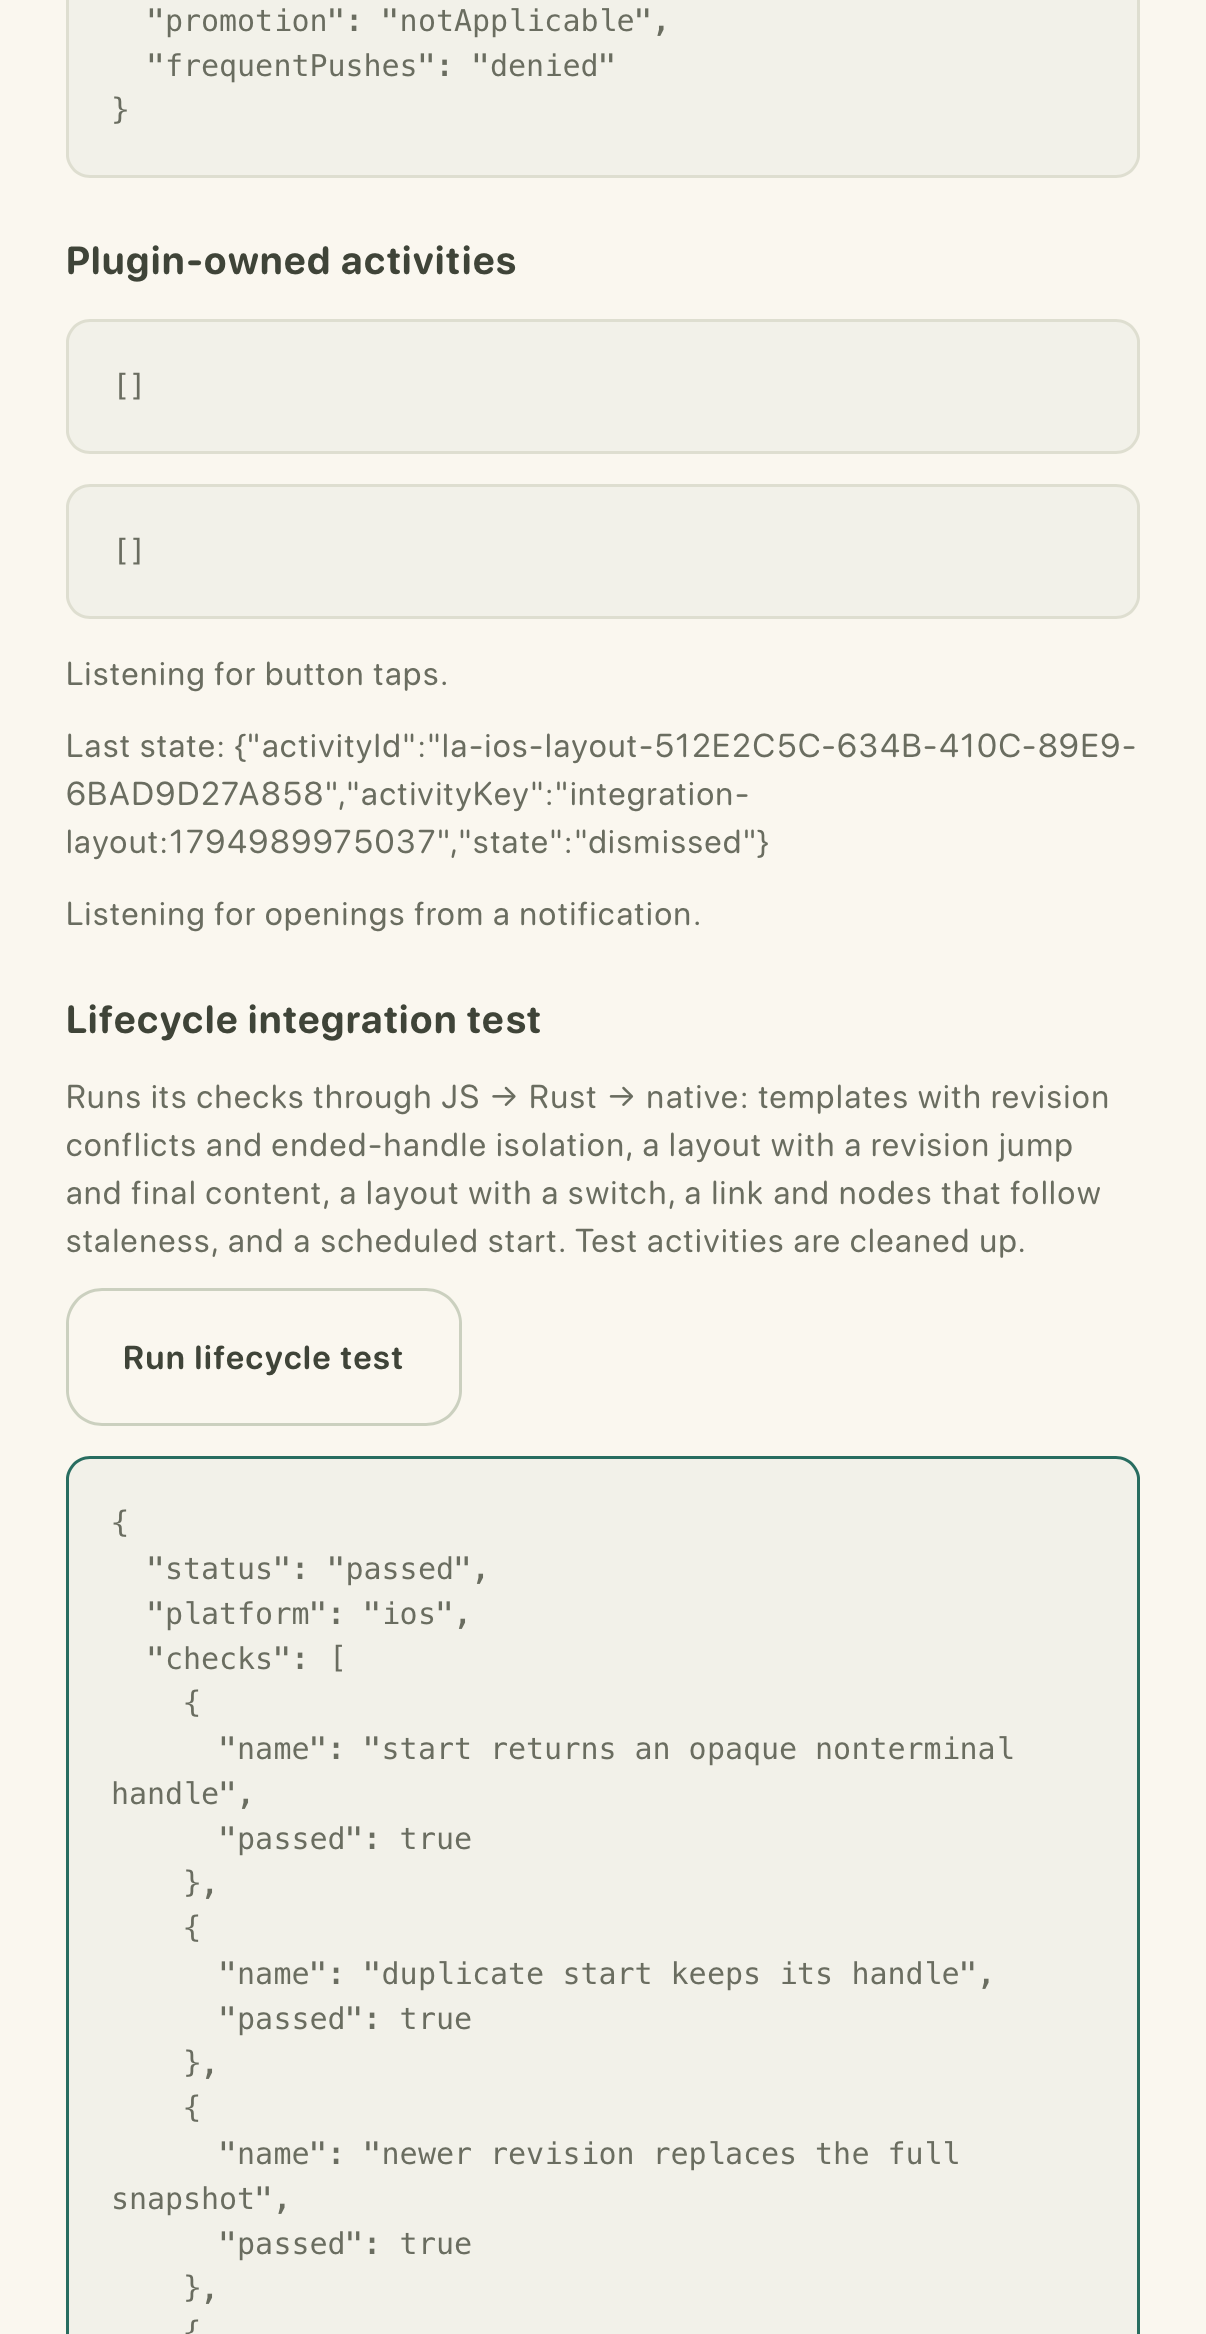 "promotion": "notApplicable",
"frequentPushes": "denied"
}
Plugin-owned activities
[]
[]
Listening for button taps.
Last state: {"activityId":"la-ios-layout-512E2C5C-634B-410C-89E9-
6BAD9D27A858","activityKey":"integration-
layout:1794989975037","state":"dismissed"}
Listening for openings from a notification.
Lifecycle integration test
Runs its checks through JS → Rust → native: templates with revision
conflicts and ended-handle isolation, a layout with a revision jump
and final content, a layout with a switch, a link and nodes that follow
staleness, and a scheduled start. Test activities are cleaned up.
Run lifecycle test
{
"status": "passed",
"platform": "ios",
"checks": [
{
"name": "start returns an opaque nonterminal
handle",
"passed": true
},
{
"name": "duplicate start keeps its handle",
"passed": true
},
{
"name": "newer revision replaces the full
snapshot",
"passed": true
},
{